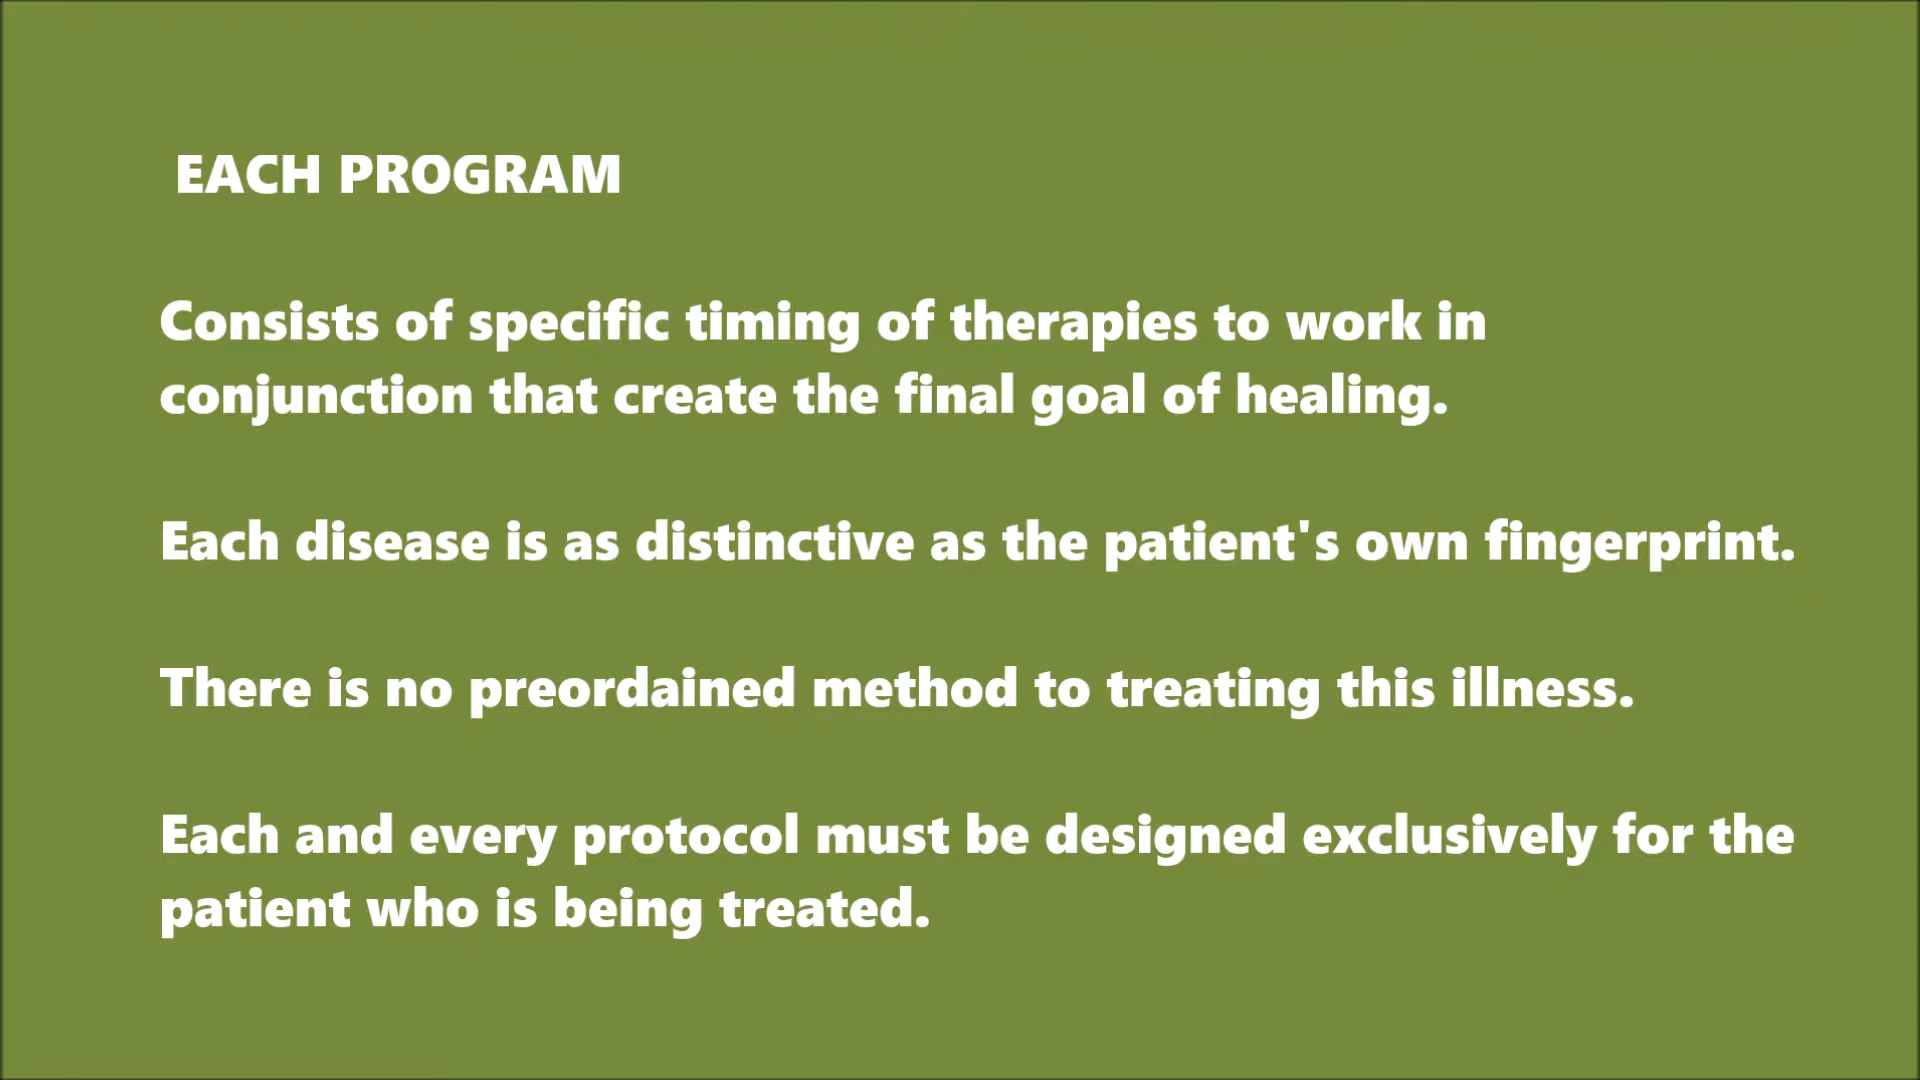 EACH PROGRAM
Consists of specific timing of therapies to work in
conjunction that create the final goal of healing.
Each disease is as distinctive as the patient's own fingerprint.
There is no preordained method to treating this illness.
Each and every protocol must be designed exclusively for the
patient who is being treated.